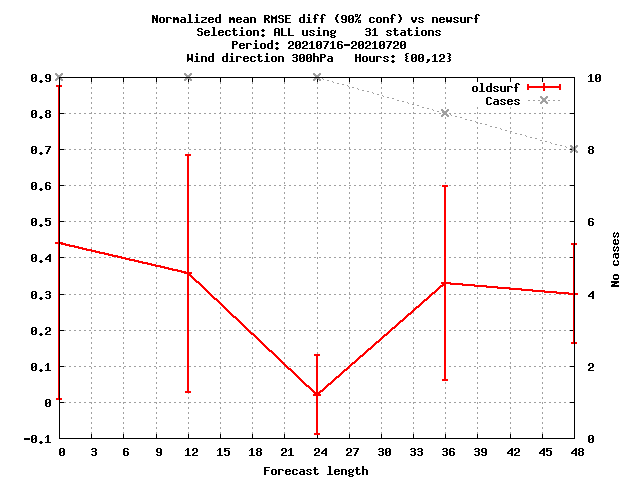 Normalized mean RMSE diff (90% conf) vs newsurf
Selection: ALL using    31 stations
Period: 20210716-20210720
Wind direction 300hPa   Hours: {00,12}
oldsurf
Cases
0,9
0,8
0,7
0,6
0,5
0,4
0,3
0,2
0,1
0
-0,1
10
8
6
4
2
0
No cases
0 3 6 9 12 15 18 21 24 27 30 33 36 39 42 45 48
Forecast length